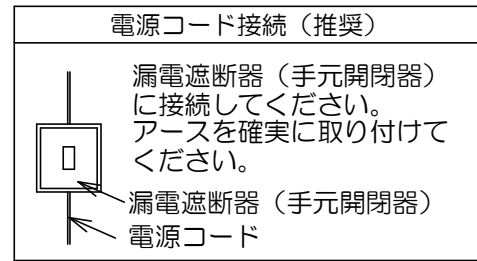 電源コード接続（推奨）
漏電遮断器（手元開閉器）
に接続してください。
アースを確実に取り付けて
ください。
漏電遮断器（手元開閉器）
電源コード